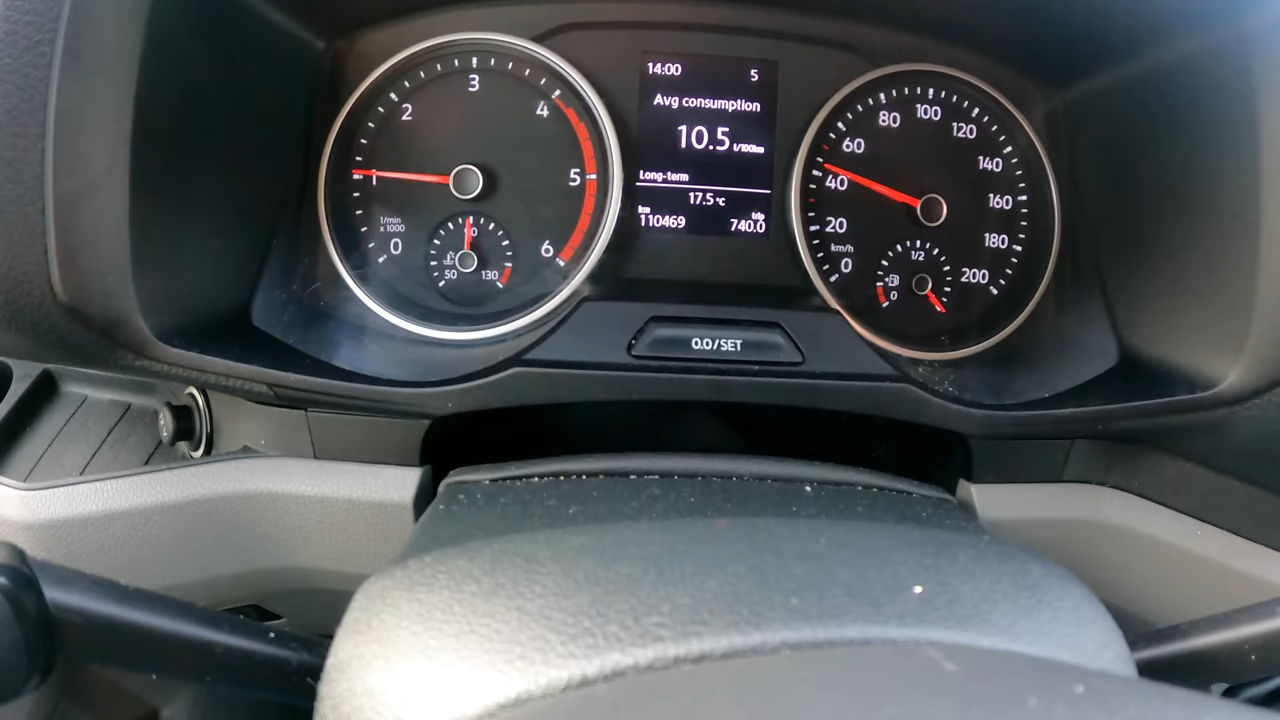 3
2
4
1
5
1/min
x 1000
0
6
90
50
130
14:00 5
Avg consumption
10.5 l/100km
Long-term
17.5 °C
km trip
110469 740.0
100
80
120
60
140
40
160
20
180
km/h
0
200
1/2
0
0.0/SET